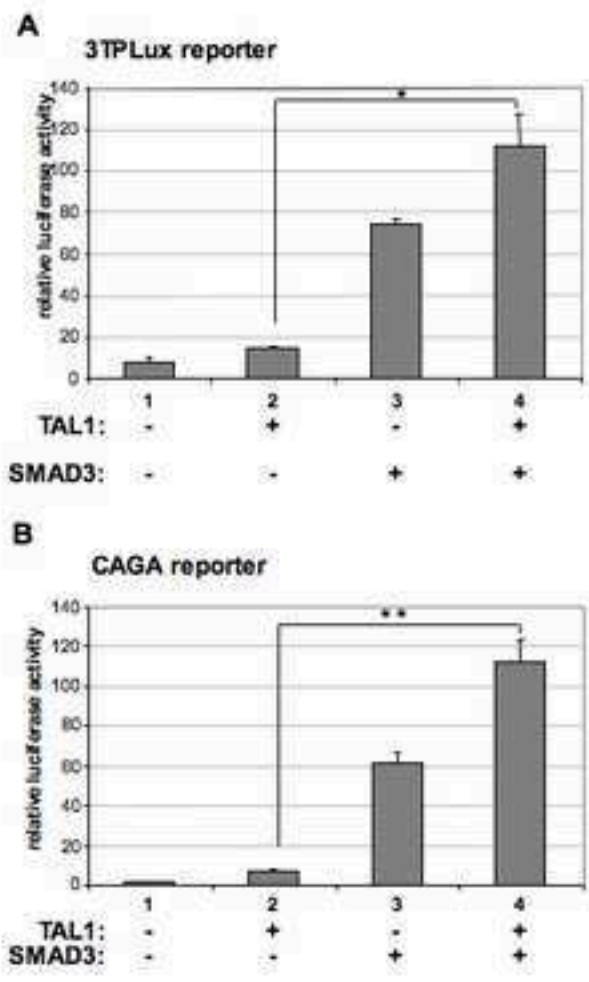 A
3TPLux reporter
relative luciferase activity
140
120
100
80
60
40
20
0
*
1 2 3 4
TAL1: - + - +
SMAD3: - - + +
B
CAGA reporter
relative luciferase activity
140
120
100
80
60
40
20
0
**
1 2 3 4
TAL1: - + - +
SMAD3: - - + +